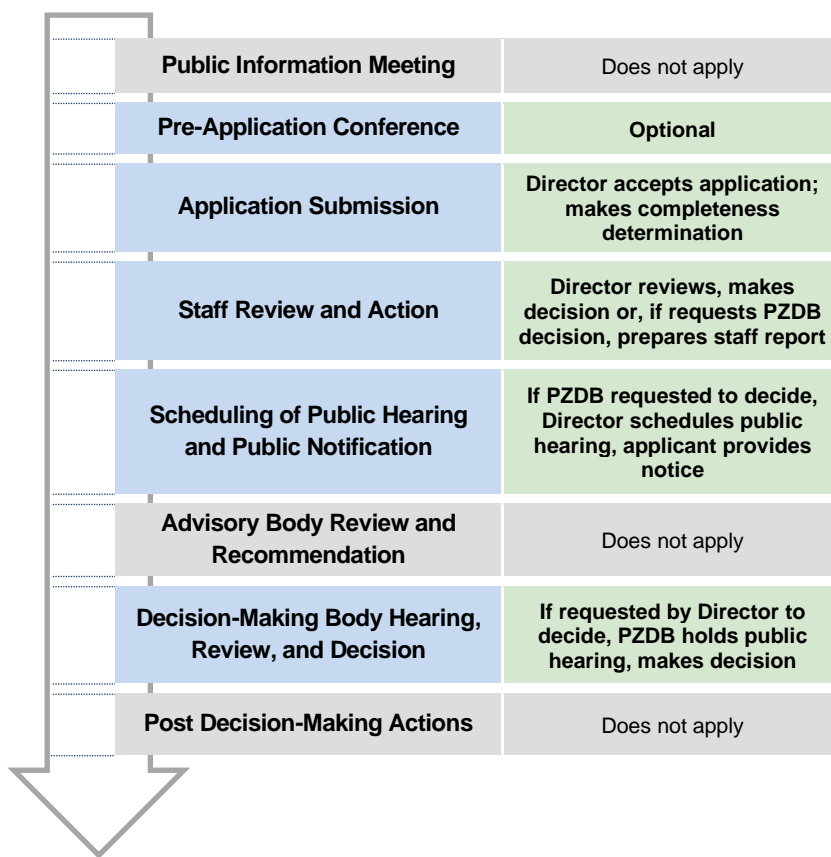 Public Information Meeting
Does not apply
Pre-Application Conference
Optional
Application Submission
Director accepts application;
makes completeness
determination
Staff Review and Action
Director reviews, makes
decision or, if requests PZDB
decision, prepares staff report
Scheduling of Public Hearing
and Public Notification
If PZDB requested to decide,
Director schedules public
hearing, applicant provides
notice
Advisory Body Review and
Recommendation
Does not apply
Decision-Making Body Hearing,
Review, and Decision
If requested by Director to
decide, PZDB holds public
hearing, makes decision
Post Decision-Making Actions
Does not apply